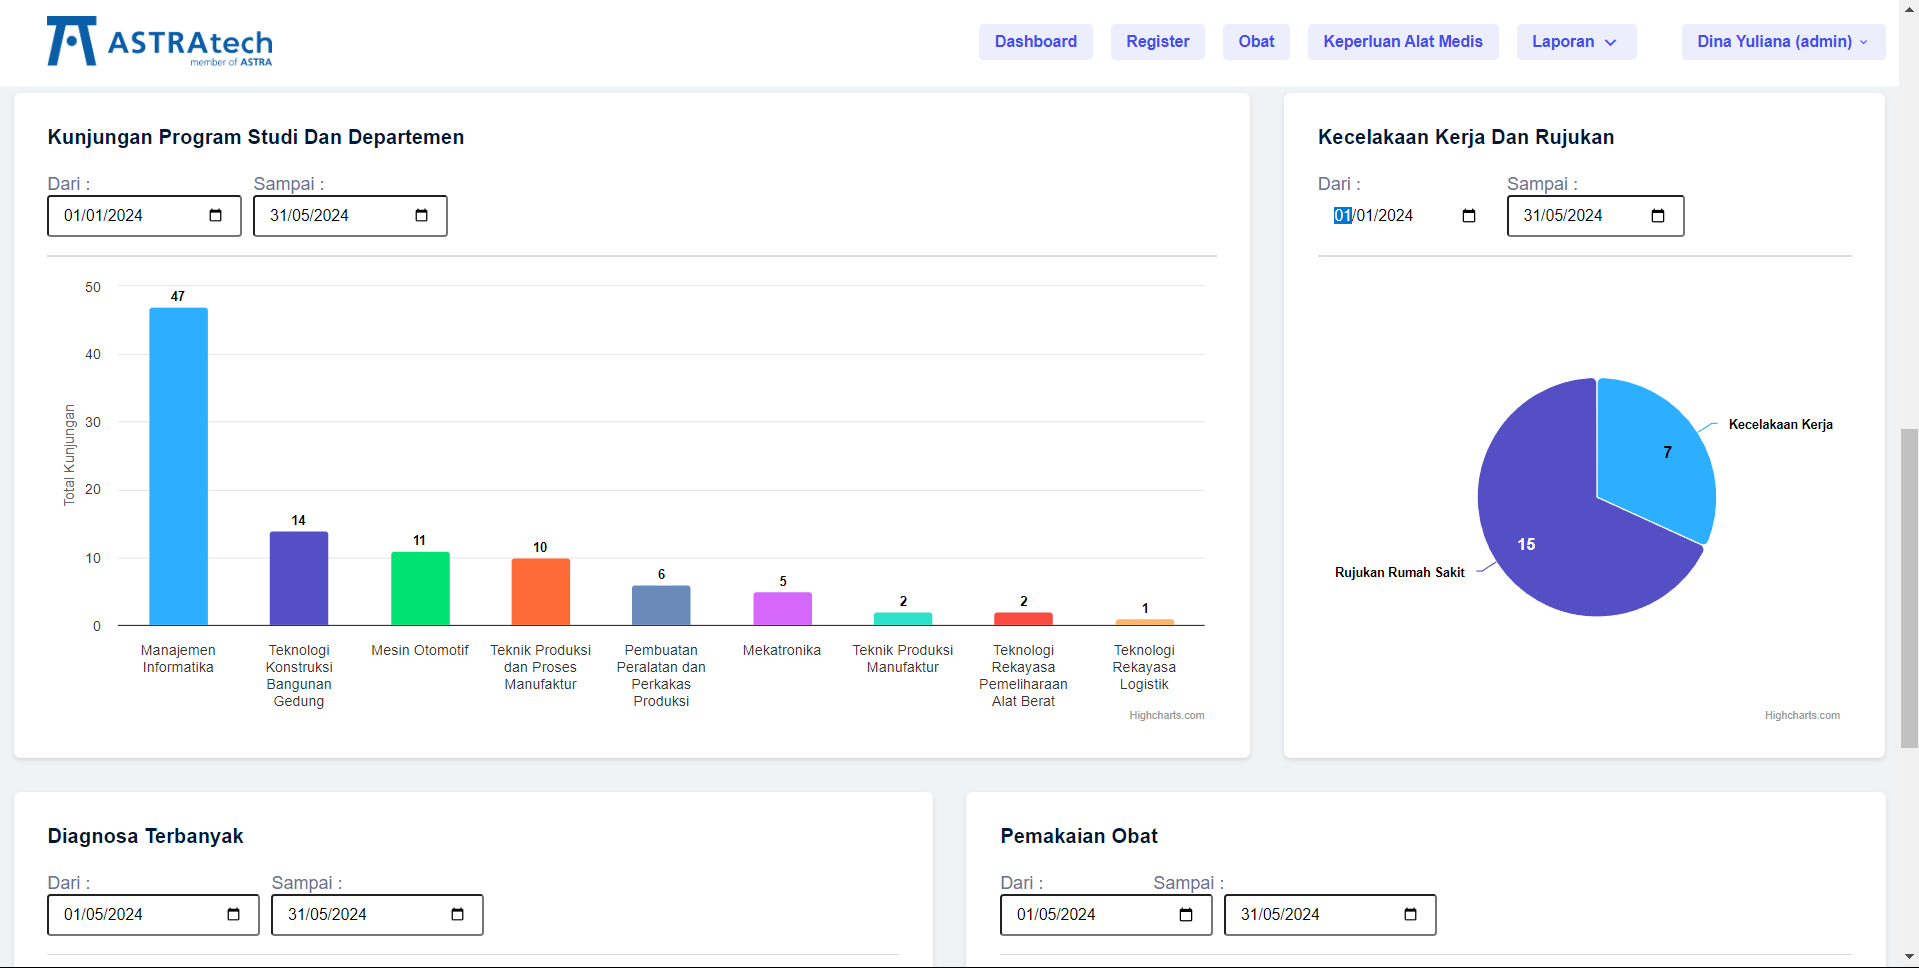 ASTRAtech
member of ASTRA
Dashboard
Register
Obat
Keperluan Alat Medis
Laporan
Dina Yuliana (admin)
Kunjungan Program Studi Dan Departemen
Dari :
Sampai :
01/01/2024
31/05/2024
50
40
30
20
10
0
Total Kunjungan
47
14
11
10
6
5
2
2
1
Manajemen
Informatika
Teknologi
Konstruksi
Bangunan
Gedung
Mesin Otomotif
Teknik Produksi
dan Proses
Manufaktur
Pembuatan
Peralatan dan
Perkakas
Produksi
Mekatronika
Teknik Produksi
Manufaktur
Teknologi
Rekayasa
Pemeliharaan
Alat Berat
Teknologi
Rekayasa
Logistik
Highcharts.com
Kecelakaan Kerja Dan Rujukan
Dari :
Sampai :
01/01/2024
31/05/2024
Kecelakaan Kerja
7
15
Rujukan Rumah Sakit
Highcharts.com
Diagnosa Terbanyak
Dari :
Sampai :
01/05/2024
31/05/2024
Pemakaian Obat
Dari :
Sampai :
01/05/2024
31/05/2024